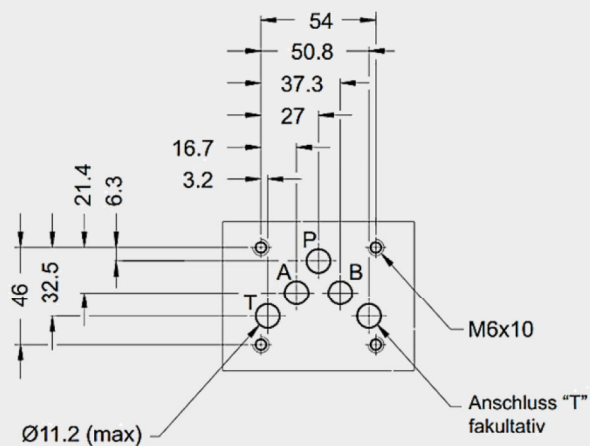 54
50.8
37.3
27
16.7
3.2
21.4
6.3
46
32.5
P
A
B
T
M6x10
Ø11.2 (max)
Anschluss “T”
fakultativ